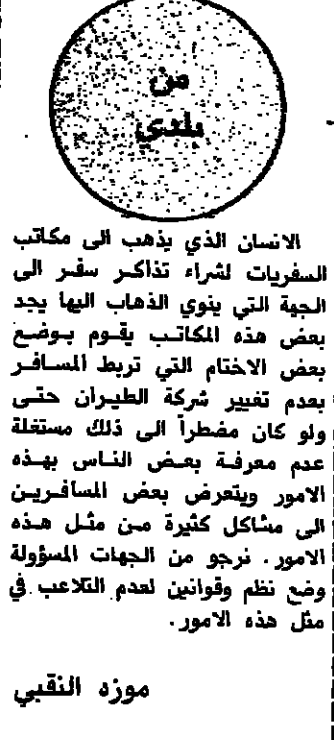 من
بلدي
الانسان الذي يذهب الى مكاتب
السفريات لشراء تذاكر سفر الى
الجهة التي ينوي الذهاب اليها يجد
بعض هذه المكاتب يقوم بوضع
بعض الاختام التي تربط المسافر
بعدم تغيير شركة الطيران حتى
ولو كان مضطراً الى ذلك مستغلة
عدم معرفة بعض الناس بهذه
الامور ويتعرض بعض المسافرين
الى مشاكل كثيرة من مثل هذه
الامور. نرجو من الجهات المسؤولة
وضع نظم وقوانين لعدم التلاعب في
مثل هذه الامور.
موزه النقبي